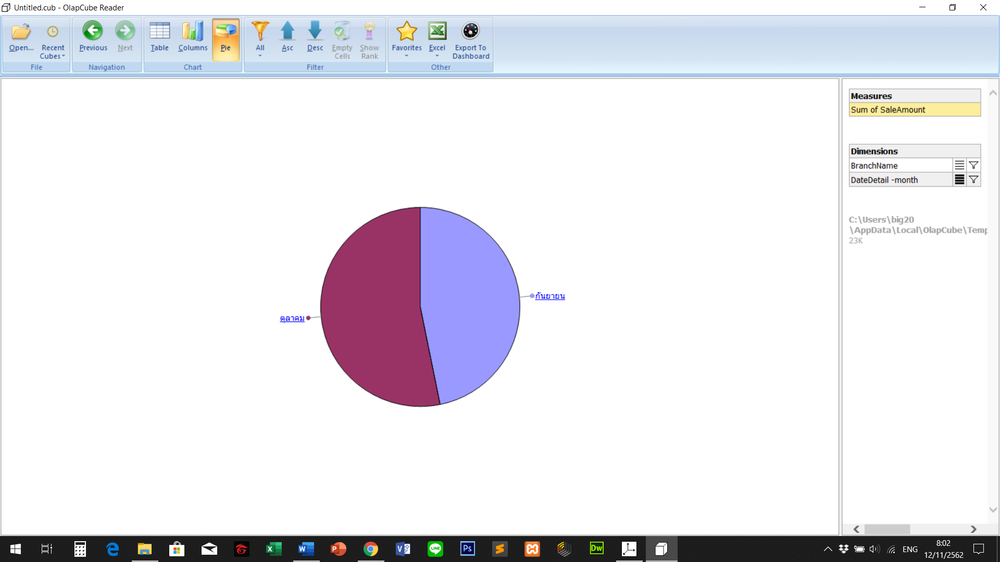 Untitled.cub - OlapCube Reader
Open...
Recent Cubes
File
Previous
Next
Navigation
Table
Columns
Pie
Chart
All
Asc
Desc
Empty Cells
Show Rank
Filter
Favorites
Excel
Export To Dashboard
Other
Measures
Sum of SaleAmount
Dimensions
BranchName
DateDetail -month
C:\Users\big20
\AppData\Local\OlapCube\Temp
23K
กันยายน
ตุลาคม
X
W
P
V
LINE
Ps
S
Dw
ENG
8:02
12/11/2562